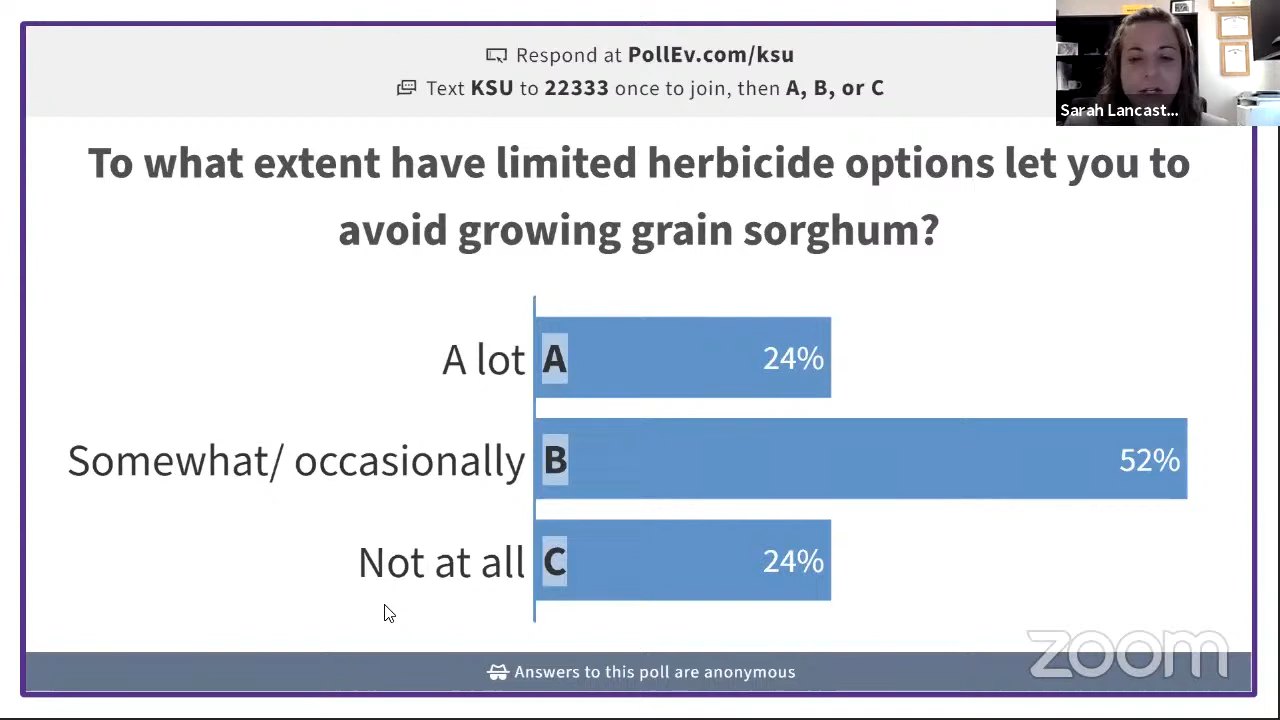 Respond at PollEv.com/ksu
Text KSU to 22333 once to join, then A, B, or C
Sarah Lancast...
To what extent have limited herbicide options let you to
avoid growing grain sorghum?
A lot A 24%
Somewhat/ occasionally B 52%
Not at all C 24%
zoom
Answers to this poll are anonymous